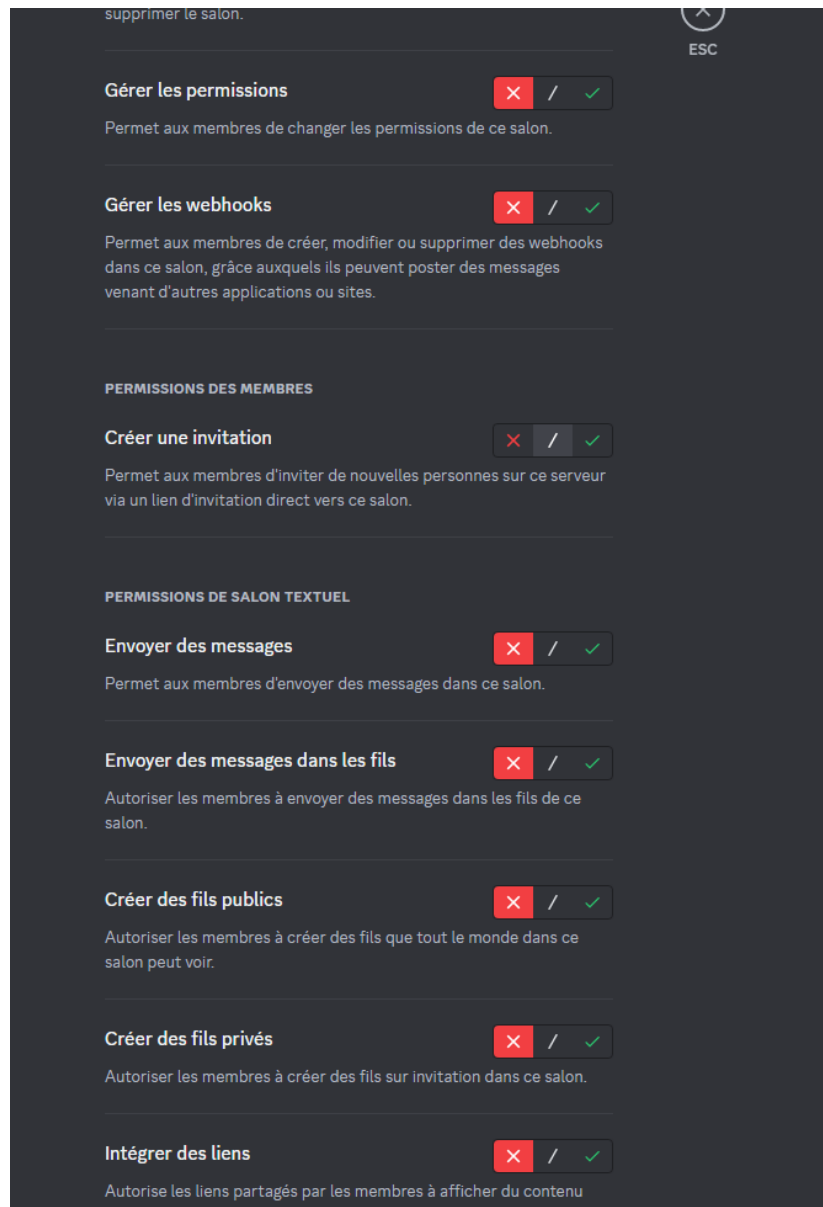 supprimer le salon.
ESC
Gérer les permissions
Permet aux membres de changer les permissions de ce salon.
Gérer les webhooks
Permet aux membres de créer, modifier ou supprimer des webhooks
dans ce salon, grâce auxquels ils peuvent poster des messages
venant d'autres applications ou sites.
PERMISSIONS DES MEMBRES
Créer une invitation
Permet aux membres d'inviter de nouvelles personnes sur ce serveur
via un lien d'invitation direct vers ce salon.
PERMISSIONS DE SALON TEXTUEL
Envoyer des messages
Permet aux membres d'envoyer des messages dans ce salon.
Envoyer des messages dans les fils
Autoriser les membres à envoyer des messages dans les fils de ce
salon.
Créer des fils publics
Autoriser les membres à créer des fils que tout le monde dans ce
salon peut voir.
Créer des fils privés
Autoriser les membres à créer des fils sur invitation dans ce salon.
Intégrer des liens
Autorise les liens partagés par les membres à afficher du contenu